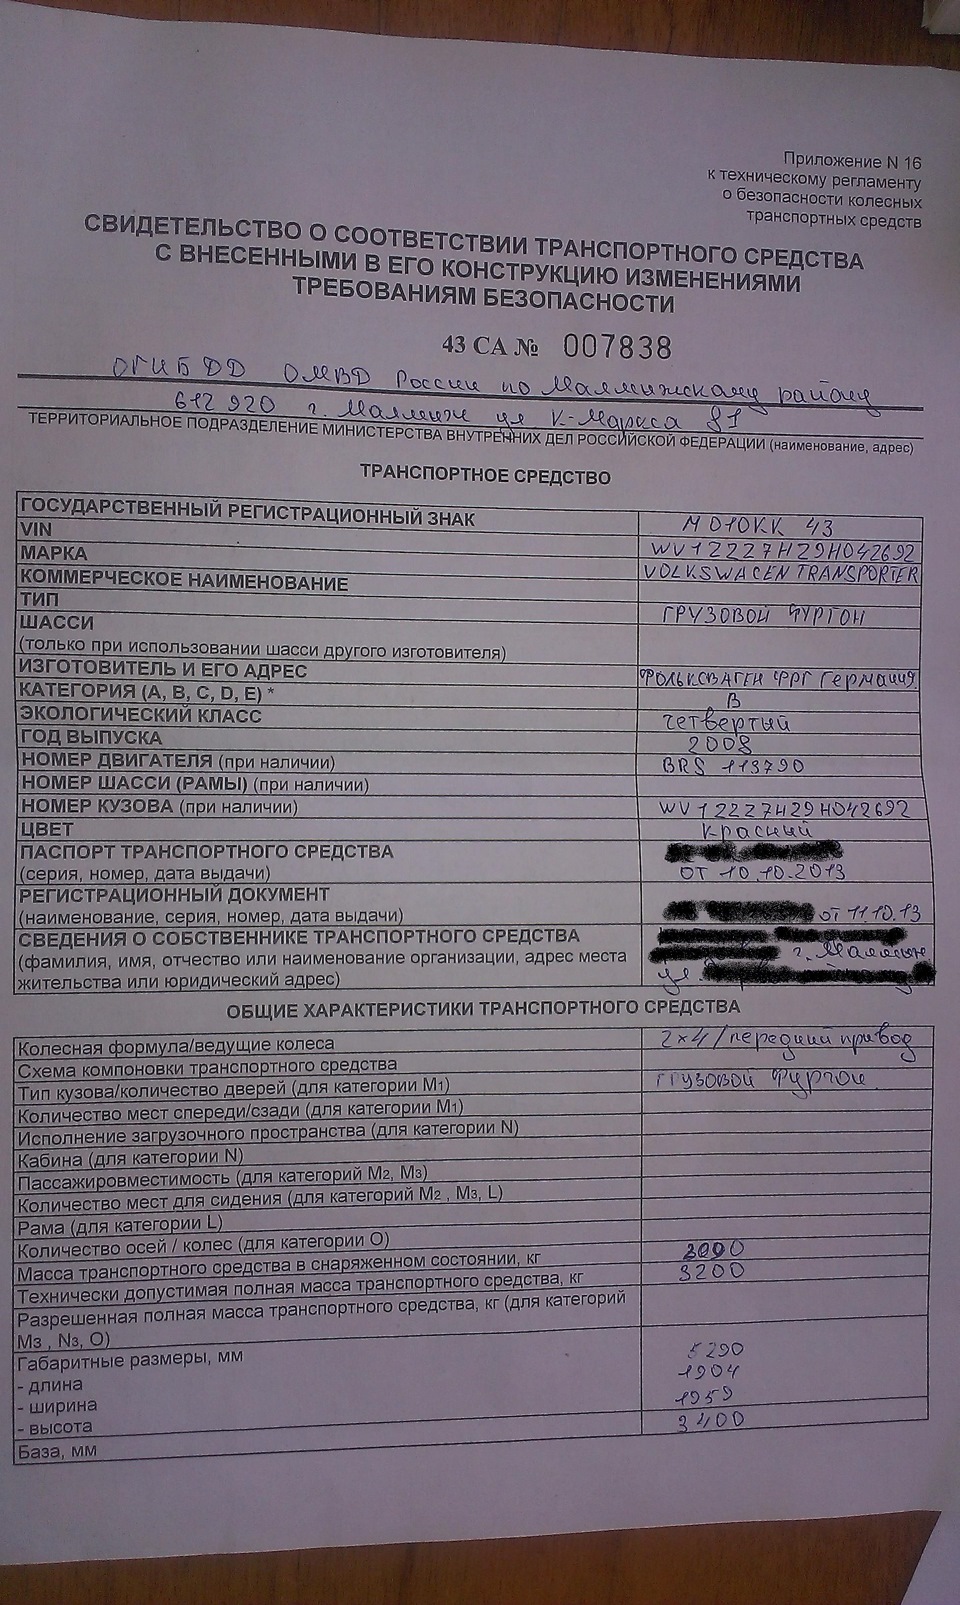 Приложение N 16
к техническому регламенту
о безопасности колесных
транспортных средств
СВИДЕТЕЛЬСТВО О СООТВЕТСТВИИ ТРАНСПОРТНОГО СРЕДСТВА
С ВНЕСЕННЫМИ В ЕГО КОНСТРУКЦИЮ ИЗМЕНЕНИЯМИ
ТРЕБОВАНИЯМ БЕЗОПАСНОСТИ
43 СА № 007838
ОГИБДД ОМВД России по Малмыжскому району
612920 г. Малмыж ул К-Маркса 81
ТЕРРИТОРИАЛЬНОЕ ПОДРАЗДЕЛЕНИЕ МИНИСТЕРСТВА ВНУТРЕННИХ ДЕЛ РОССИЙСКОЙ ФЕДЕРАЦИИ (наименование, адрес)
ТРАНСПОРТНОЕ СРЕДСТВО
ГОСУДАРСТВЕННЫЙ РЕГИСТРАЦИОННЫЙ ЗНАК М010КК 43
VIN WV1ZZZ7HZ9H042692
МАРКА VOLKSWAGEN TRANSPORTER
КОММЕРЧЕСКОЕ НАИМЕНОВАНИЕ
ТИП ГРУЗОВОЙ ФУРГОН
ШАССИ
(только при использовании шасси другого изготовителя)
ИЗГОТОВИТЕЛЬ И ЕГО АДРЕС ФОЛЬКСВАГЕН ФРГ Германия
КАТЕГОРИЯ (A, B, C, D, E) * B
ЭКОЛОГИЧЕСКИЙ КЛАСС четвертый
ГОД ВЫПУСКА 2008
НОМЕР ДВИГАТЕЛЯ (при наличии) BRS 113790
НОМЕР ШАССИ (РАМЫ) (при наличии)
НОМЕР КУЗОВА (при наличии) WV1ZZZ7HZ9H042692
ЦВЕТ красный
ПАСПОРТ ТРАНСПОРТНОГО СРЕДСТВА
(серия, номер, дата выдачи) ОТ 10.10.2013
РЕГИСТРАЦИОННЫЙ ДОКУМЕНТ
(наименование, серия, номер, дата выдачи) от 11.10.13
СВЕДЕНИЯ О СОБСТВЕННИКЕ ТРАНСПОРТНОГО СРЕДСТВА
(фамилия, имя, отчество или наименование организации, адрес места г. Малмыж
жительства или юридический адрес) ул.
ОБЩИЕ ХАРАКТЕРИСТИКИ ТРАНСПОРТНОГО СРЕДСТВА
Колесная формула/ведущие колеса 2×4/передний привод
Схема компоновки транспортного средства
Тип кузова/количество дверей (для категории M1) грузовой фургон
Количество мест спереди/сзади (для категории M1)
Исполнение загрузочного пространства (для категории N)
Кабина (для категории N)
Пассажировместимость (для категорий M2, M3)
Количество мест для сидения (для категорий M2 , M3, L)
Рама (для категории L)
Количество осей / колес (для категории O)
Масса транспортного средства в снаряженном состоянии, кг
Технически допустимая полная масса транспортного средства, кг 3200
Разрешенная полная масса транспортного средства, кг (для категорий
M3 , N3, O)
Габаритные размеры, мм
- длина 5290
- ширина 1904
- высота 1959
База, мм 3400